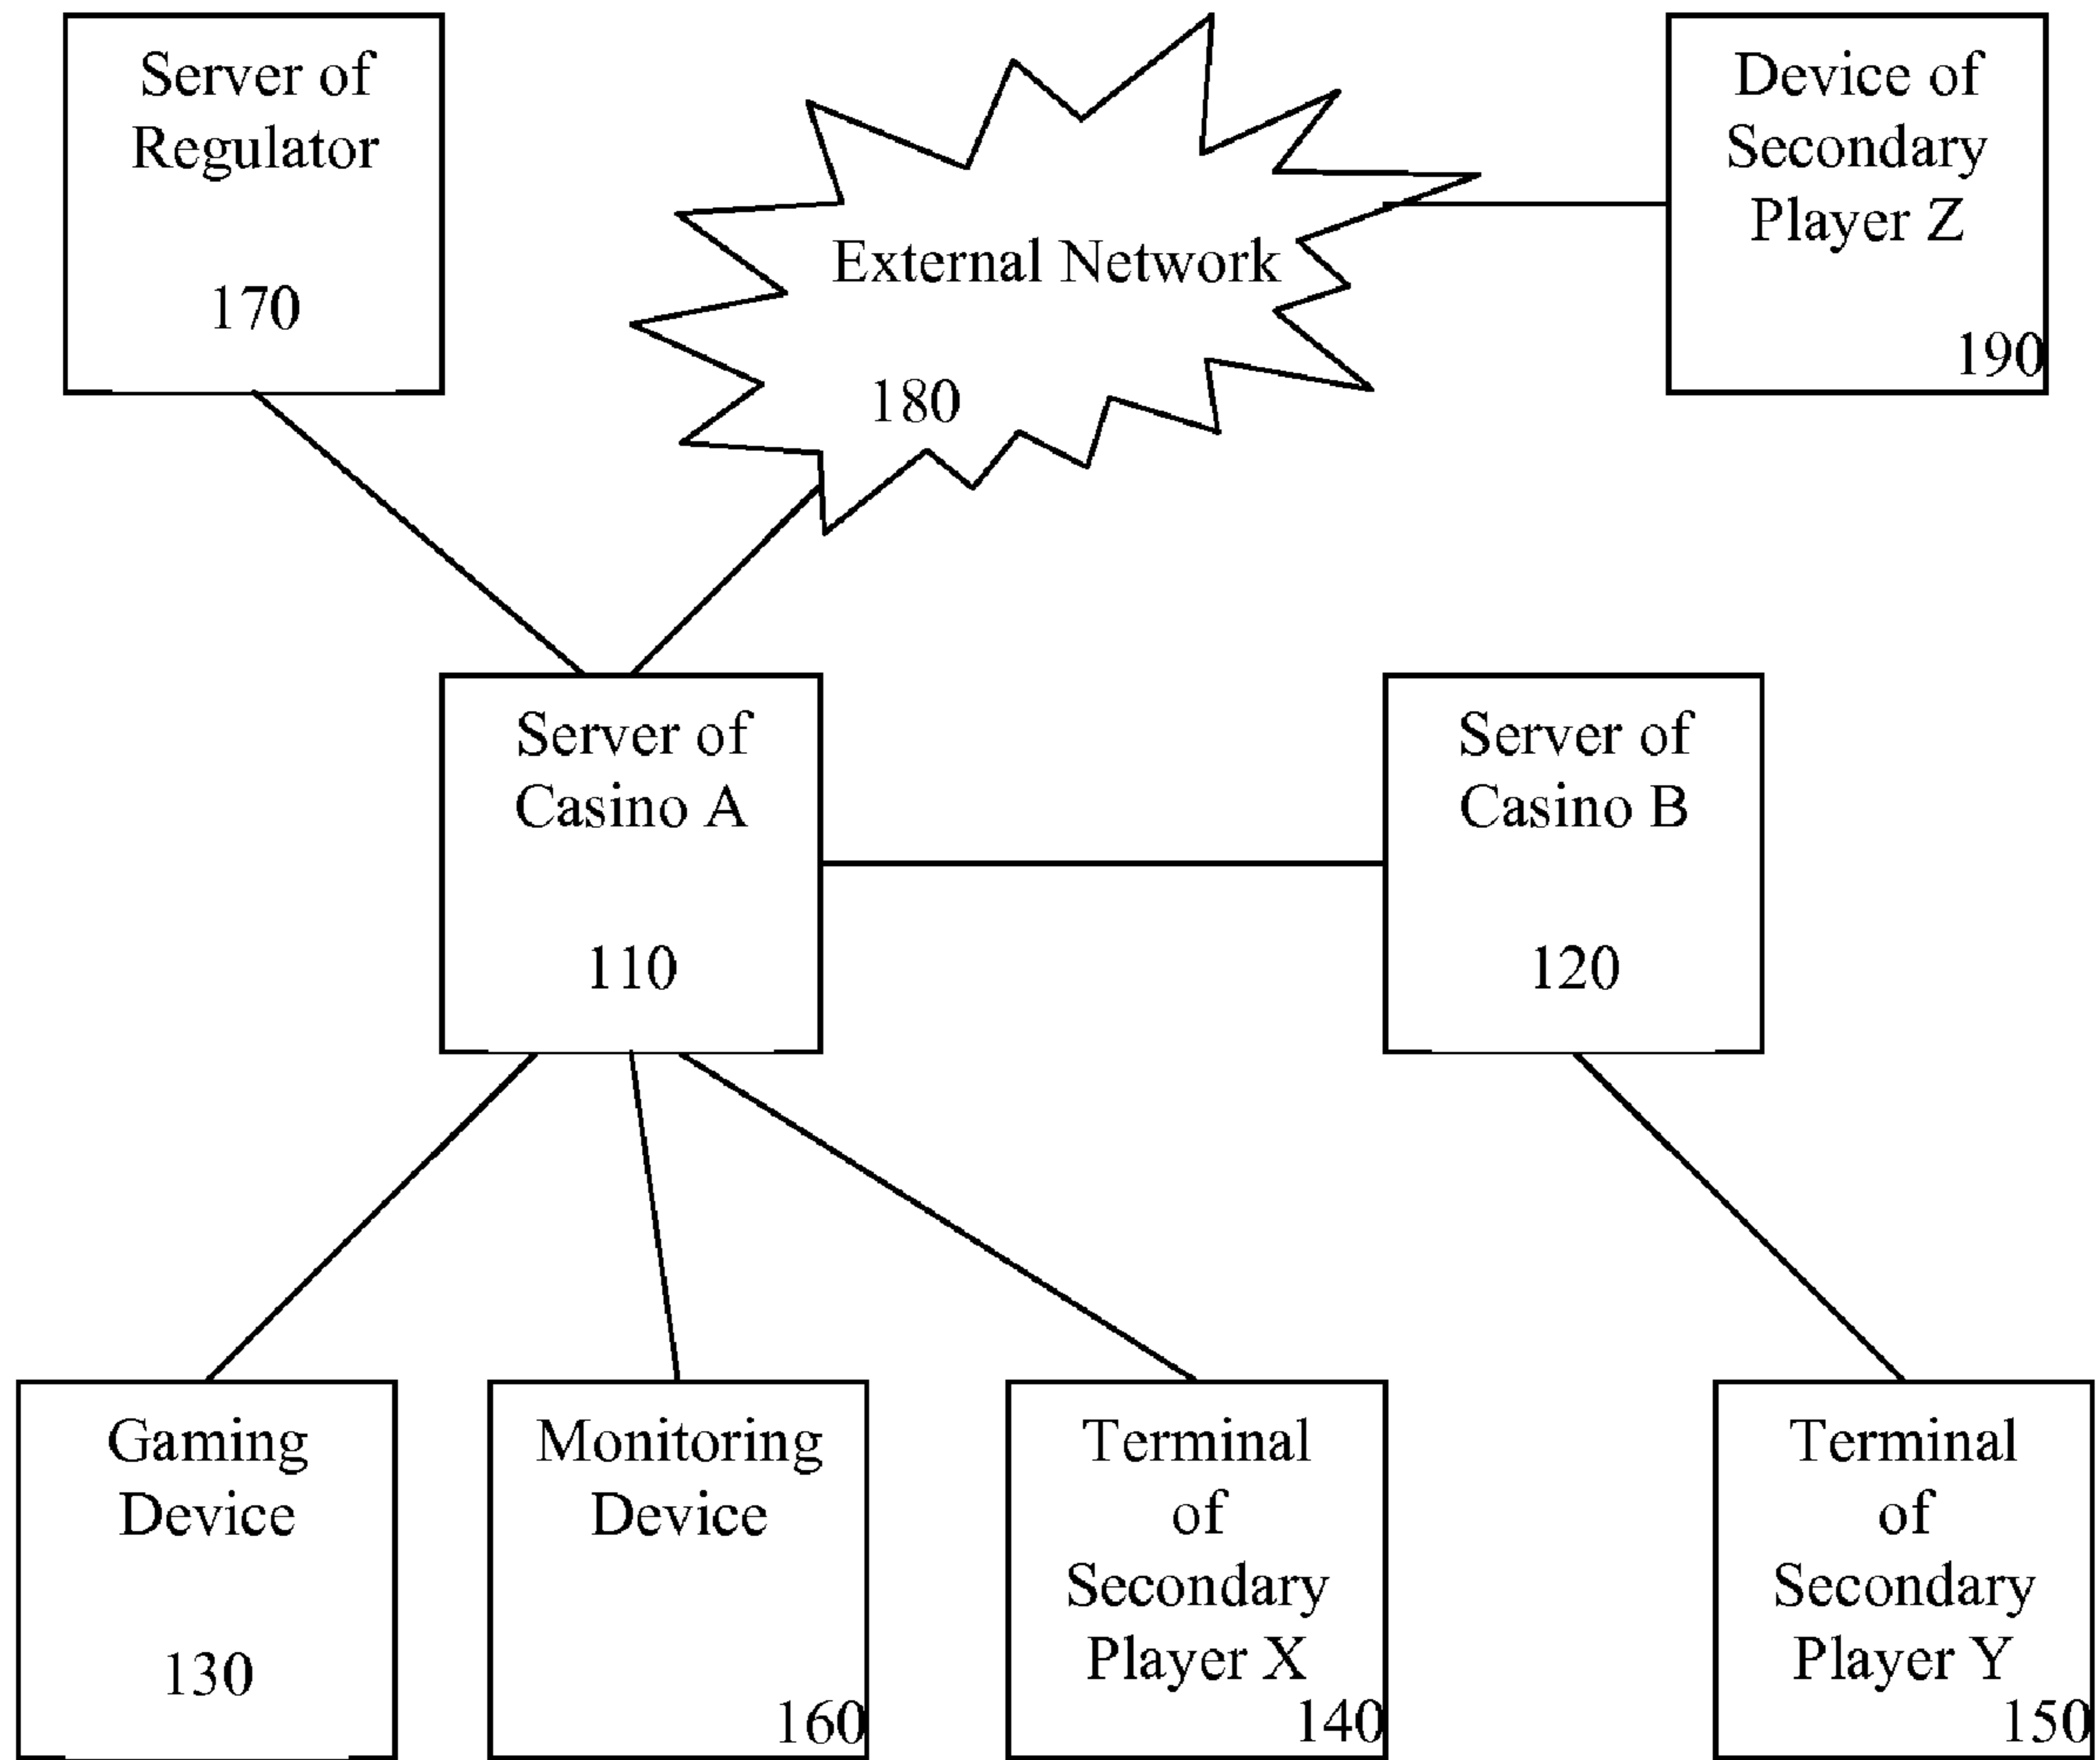 Server of
Regulator
170
External Network
180
Device of
Secondary
Player Z
190
Server of
Casino A
110
Server of
Casino B
120
Gaming
Device
130
Monitoring
Device
160
Terminal
of
Secondary
Player X
140
Terminal
of
Secondary
Player Y
150